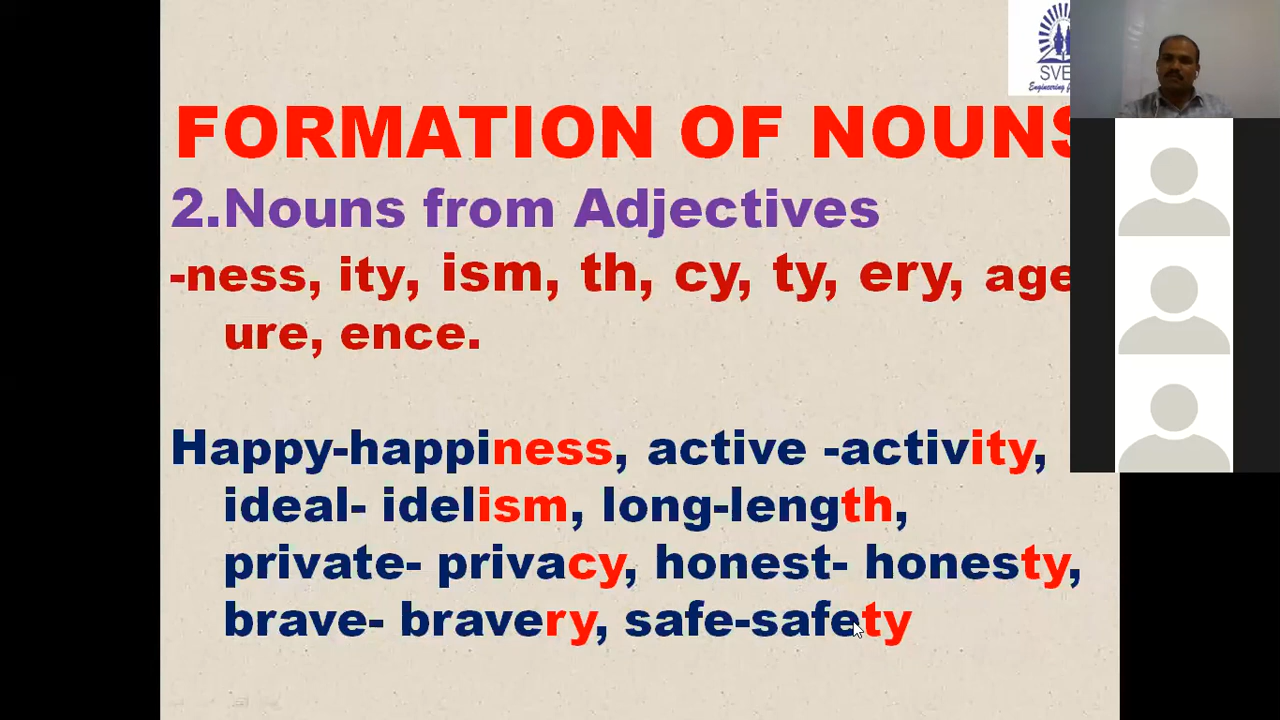 SVE
Engineering
FORMATION OF NOUNS
2.Nouns from Adjectives
-ness, ity, ism, th, cy, ty, ery, age
ure, ence.
Happy-happiness, active -activity,
ideal- idelism, long-length,
private- privacy, honest- honesty,
brave- bravery, safe-safety